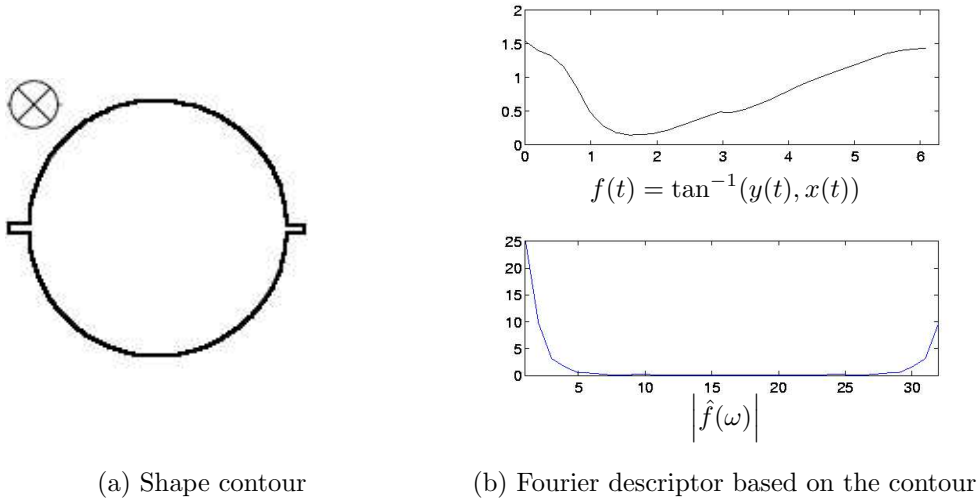 2
1.5
1
0.5
0
0 1 2 3 4 5 6
f(t) = tan⁻¹(y(t), x(t))
25
20
15
10
5
0
5 10 15 20 25 30
|f̂(ω)|
(a) Shape contour
(b) Fourier descriptor based on the contour